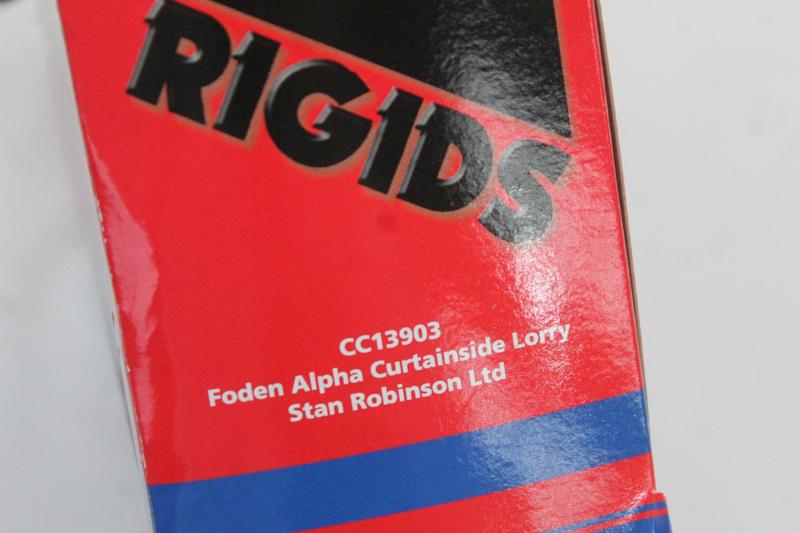 RIGIDS
CC13903
Foden Alpha Curtainside Lorry
Stan Robinson Ltd